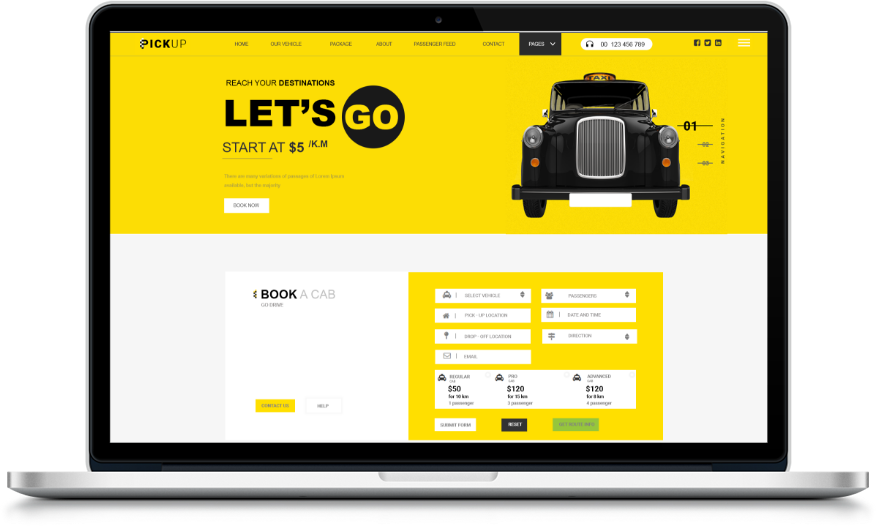 PICKUP
HOME OUR VEHICLE PACKAGE ABOUT PASSENGER FEED CONTACT PAGES 00 123 456 789
REACH YOUR DESTINATIONS
LET'S GO
START AT $5 /K.M
There are many variations of passages of Lorem Ipsum
available, but the majority
BOOK NOW
TAXI
01
02
03
NAVIGATION
BOOK A CAB
GO DRIVE
CONTACT US HELP
SELECT VEHICLE PASSENGERS
PICK - UP LOCATION DATE AND TIME
DROP - OFF LOCATION DIRECTION
EMAIL
REGULAR PRO ADVANCED
$50 $120 $120
for 10 km for 15 km for 9 km
3 passenger 3 passenger 4 passenger
SUBMIT FORM RESET GET ROUTE INFO